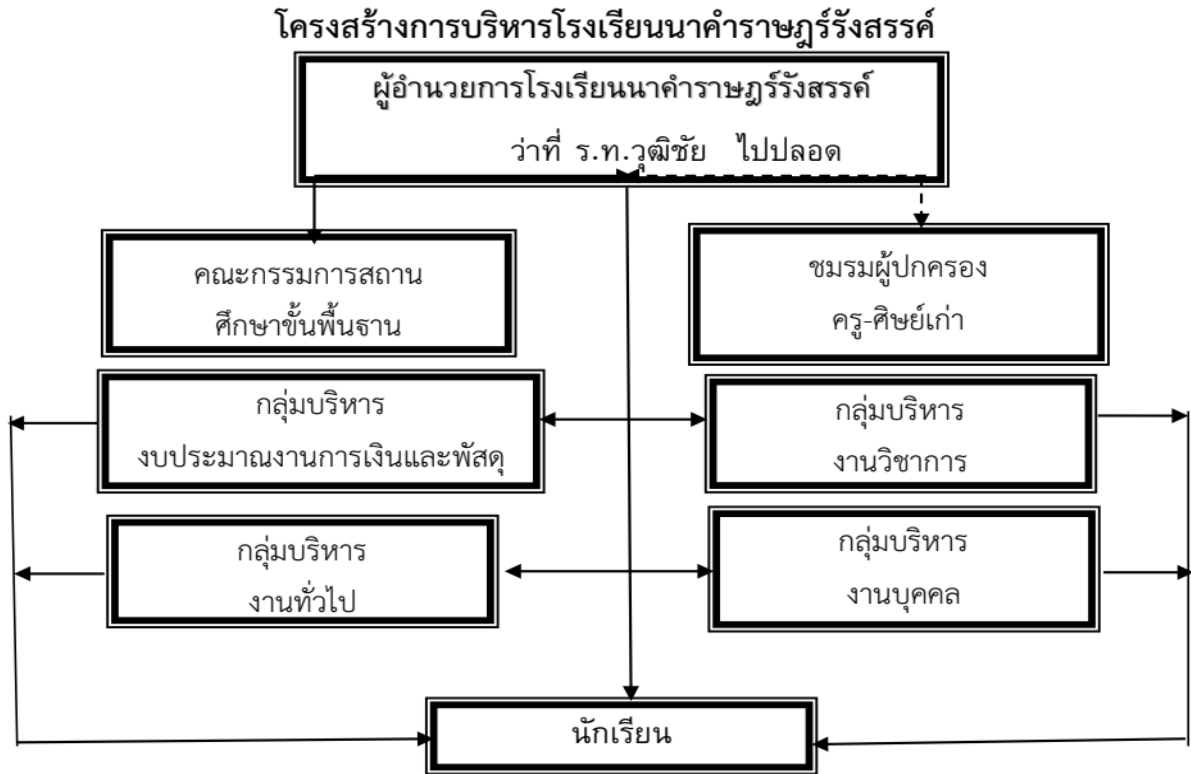 โครงสร้างการบริหารโรงเรียนนาคำราษฎร์รังสรรค์
ผู้อำนวยการโรงเรียนนาคำราษฎร์รังสรรค์
ว่าที่ ร.ท.วุฒิชัย ไปปลอด
คณะกรรมการสถาน
ศึกษาขั้นพื้นฐาน
ชมรมผู้ปกครอง
ครู-ศิษย์เก่า
กลุ่มบริหาร
งบประมาณงานการเงินและพัสดุ
กลุ่มบริหาร
งานวิชาการ
กลุ่มบริหาร
งานทั่วไป
กลุ่มบริหาร
งานบุคคล
นักเรียน